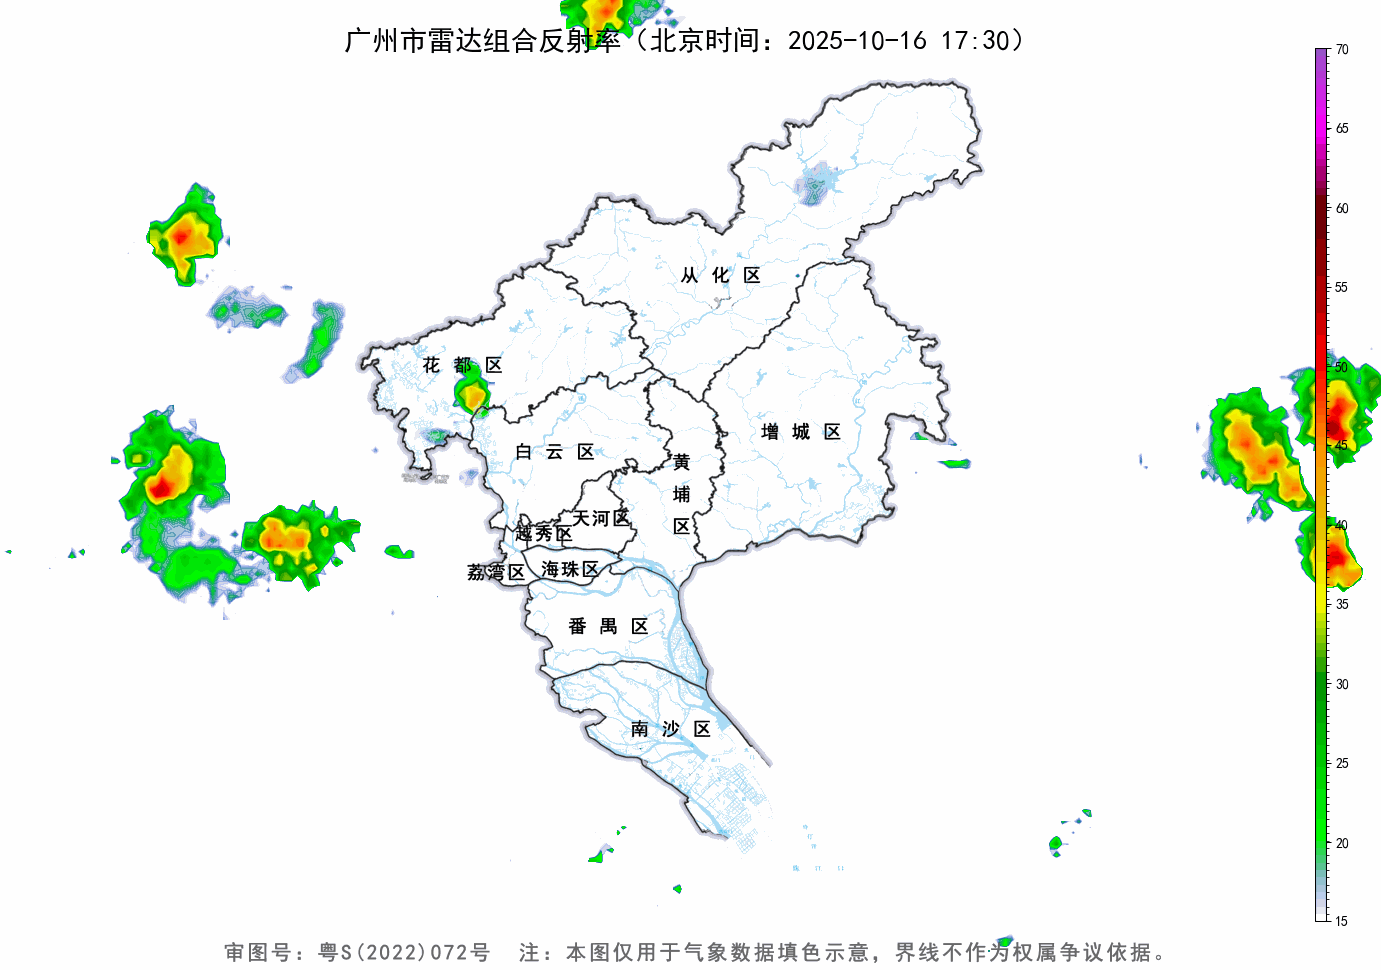 广州市雷达组合反射率（北京时间：2025-10-16 17:30）
70
65
60
从 化 区
55
花 都 区
50
增 城 区
45
白 云 区
黄
埔
区
天河区
40
越秀区
海珠区
荔湾区
35
番 禺 区
30
南 沙 区
25
20
15
审图号：粤S(2022)072号 注：本图仅用于气象数据填色示意，界线不作为权属争议依据。